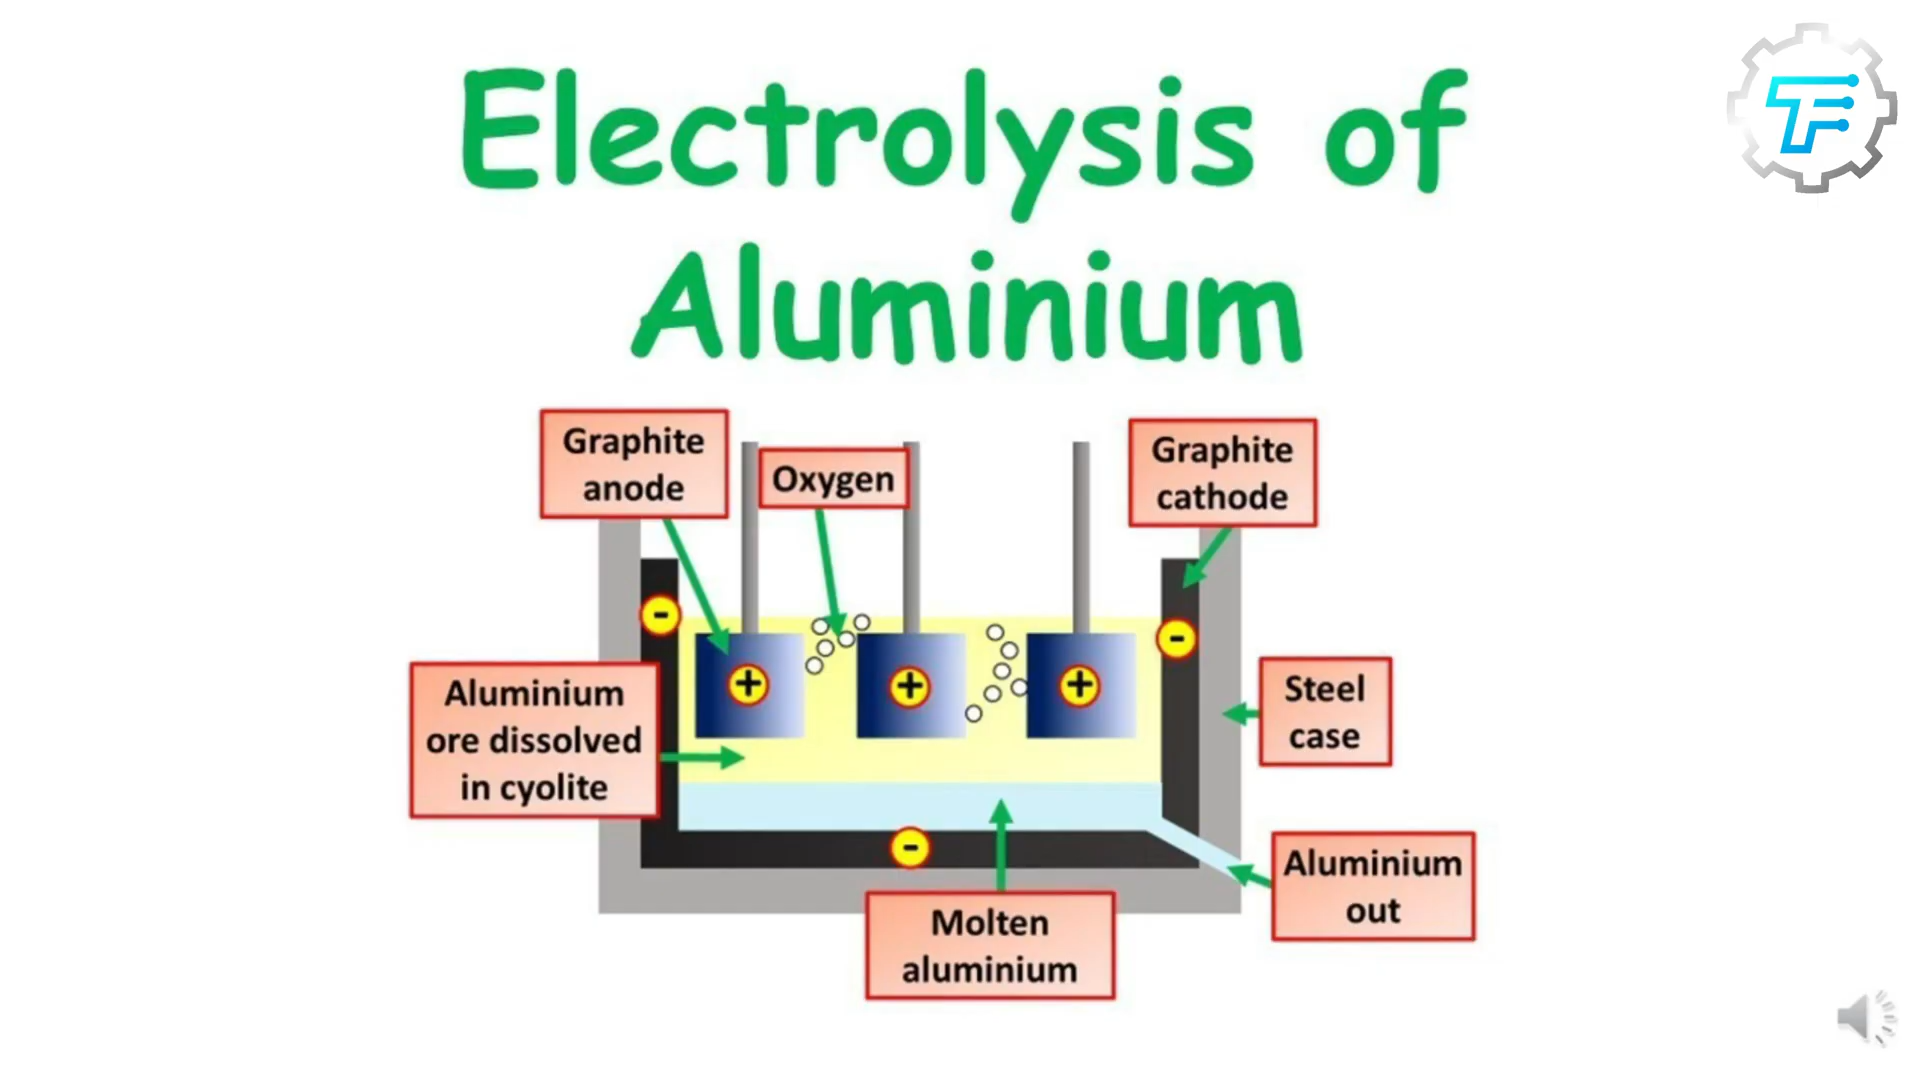 Electrolysis of
Aluminium
Graphite
anode
Oxygen
Graphite
cathode
Aluminium
ore dissolved
in cyolite
Steel
case
Aluminium
out
Molten
aluminium
TF
-
-
+
+
+
-